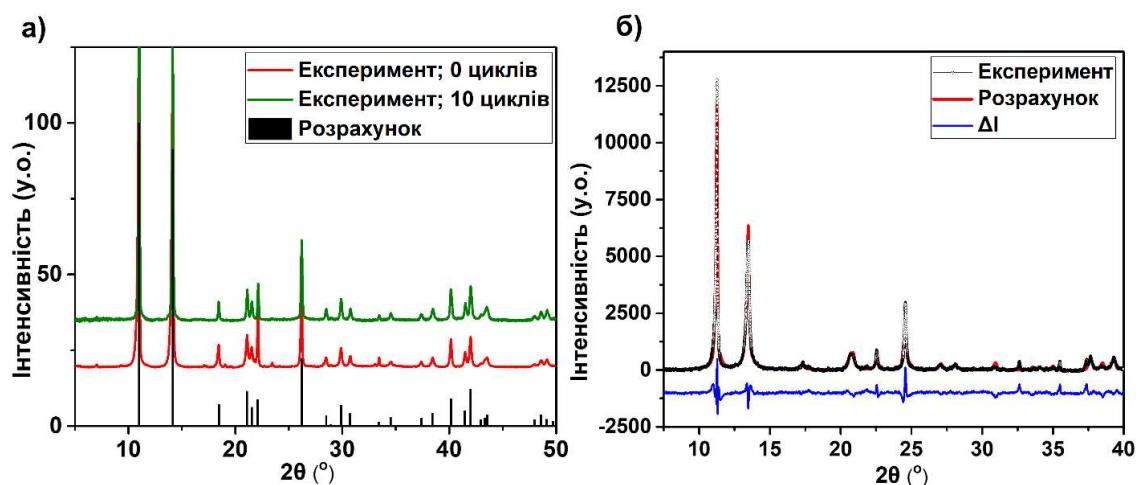 а)
Експеримент; 0 циклів
Експеримент; 10 циклів
Розрахунок
Інтенсивність (у.о.)
100
50
0
10 20 30 40 50
2θ (°)
б)
Експеримент
Розрахунок
ΔI
Інтенсивність (у.о.)
12500
10000
7500
5000
2500
0
-2500
10 15 20 25 30 35 40
2θ (°)